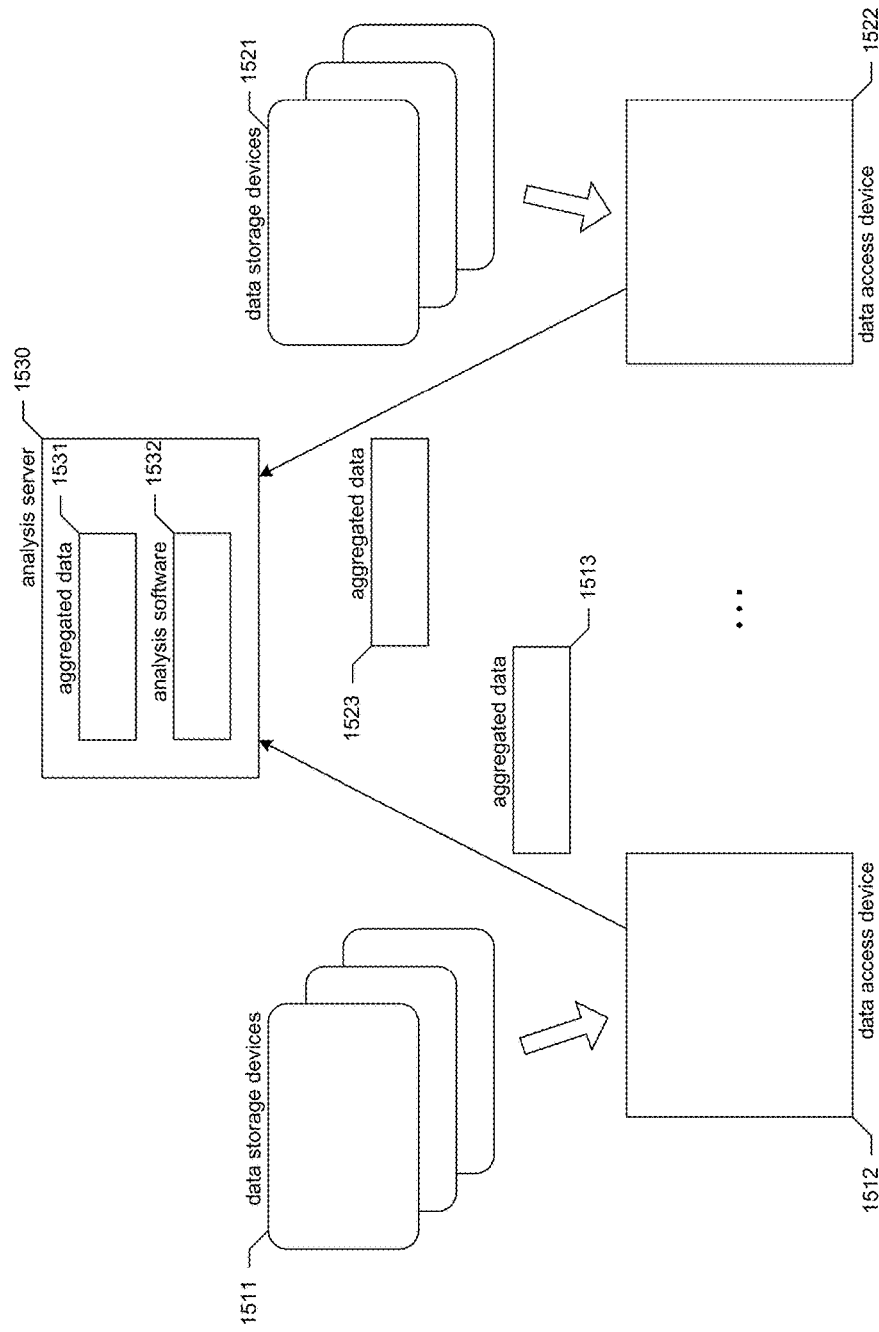 analysis server
1530
aggregated data
1531
analysis software
1532
data storage devices
1511
data storage devices
1521
1523
aggregated data
aggregated data
1513
...
1512
data access device
data access device
1522